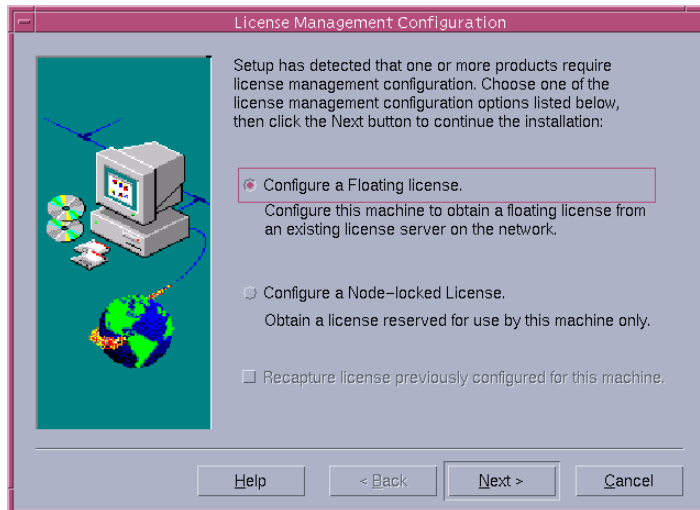 License Management Configuration
Setup has detected that one or more products require
license management configuration. Choose one of the
license management configuration options listed below,
then click the Next button to continue the installation:
Configure a Floating license.
Configure this machine to obtain a floating license from
an existing license server on the network.
Configure a Node-locked License.
Obtain a license reserved for use by this machine only.
Recapture license previously configured for this machine.
Help < Back Next > Cancel